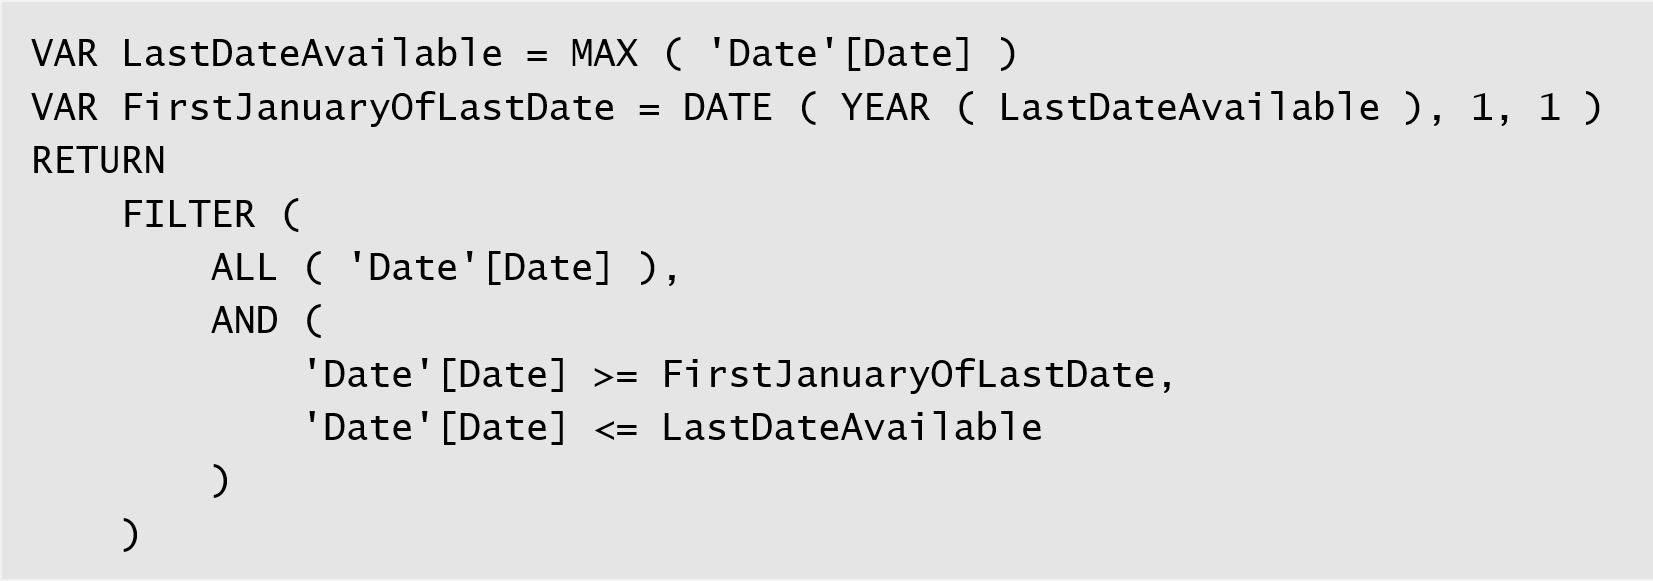 VAR LastDateAvailable = MAX ( 'Date'[Date] )
VAR FirstJanuaryOfLastDate = DATE ( YEAR ( LastDateAvailable ), 1, 1 )
RETURN
    FILTER (
        ALL ( 'Date'[Date] ),
        AND (
            'Date'[Date] >= FirstJanuaryOfLastDate,
            'Date'[Date] <= LastDateAvailable
        )
    )